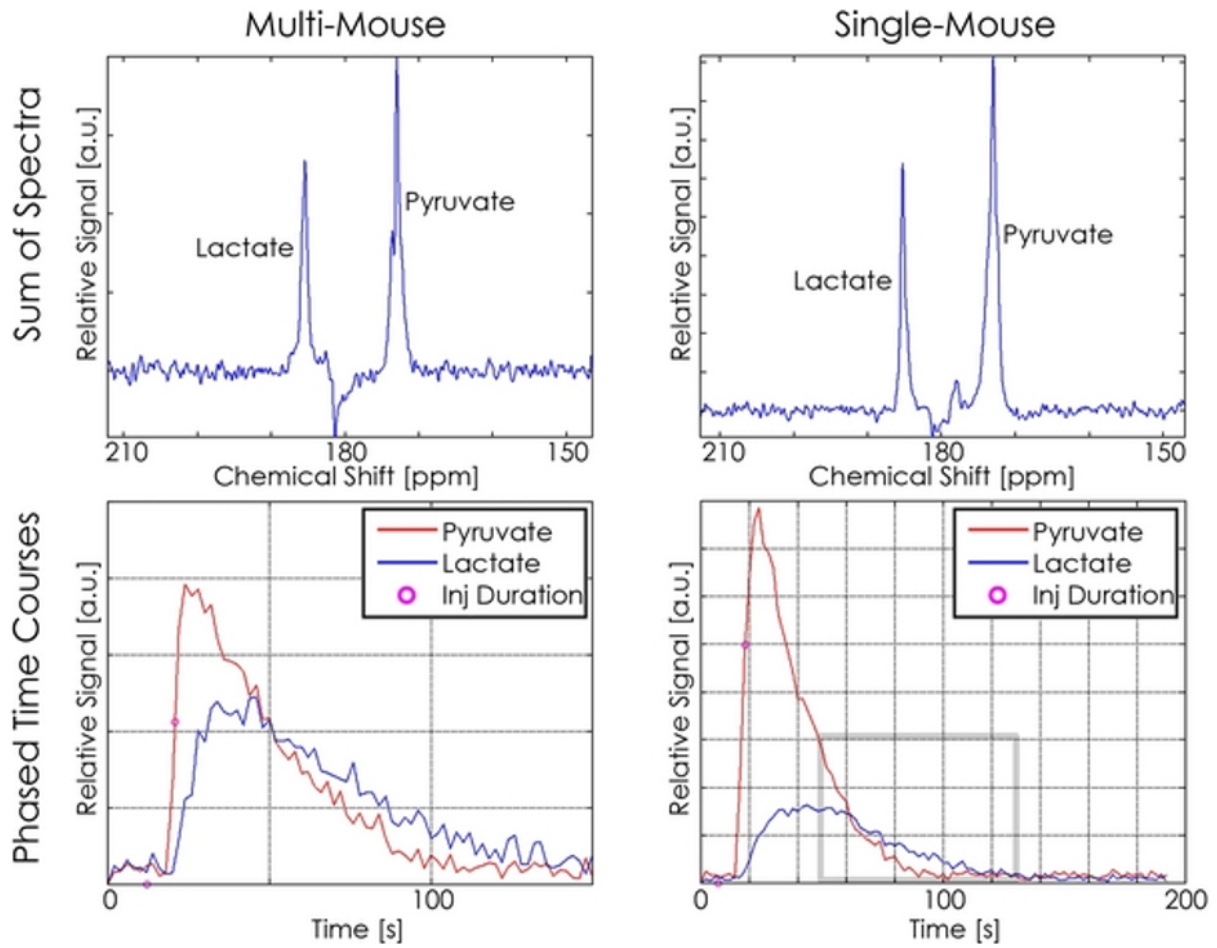 Multi-Mouse
Single-Mouse
Sum of Spectra
Relative Signal [a.u.]
Lactate
Pyruvate
210
180
150
Chemical Shift [ppm]
Relative Signal [a.u.]
Lactate
Pyruvate
210
180
150
Chemical Shift [ppm]
Phased Time Courses
Relative Signal [a.u.]
Pyruvate
Lactate
Inj Duration
0
100
Time [s]
Relative Signal [a.u.]
Pyruvate
Lactate
Inj Duration
0
100
200
Time [s]